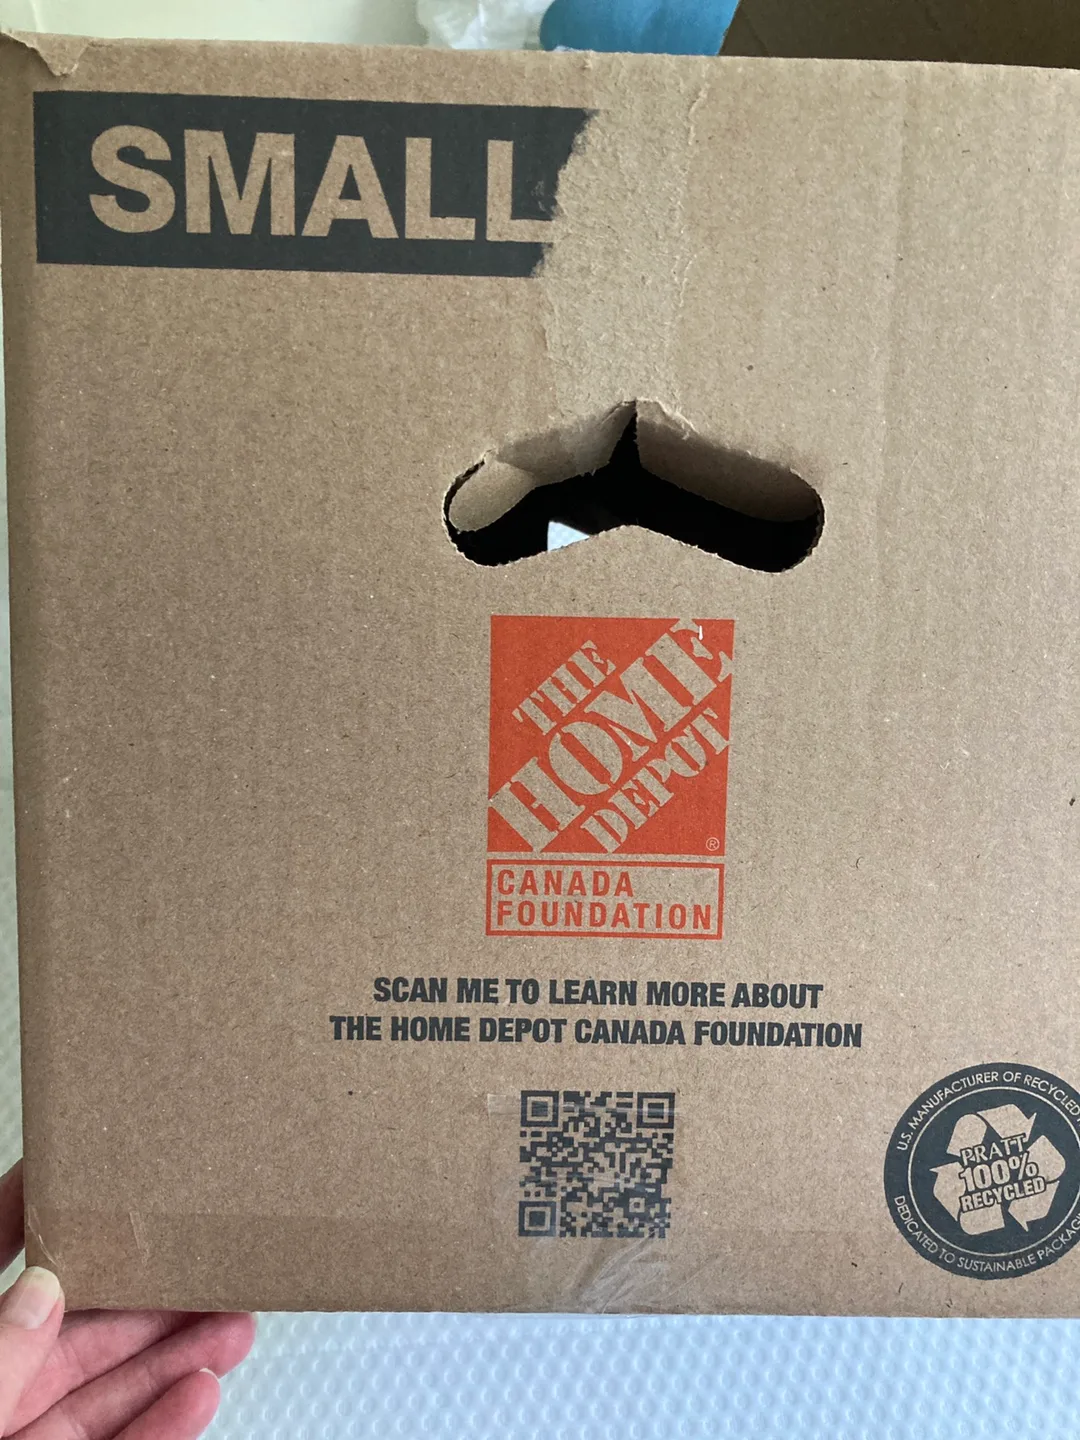 SMALL
THE
HOME
DEPOT
®
CANADA
FOUNDATION
SCAN ME TO LEARN MORE ABOUT
THE HOME DEPOT CANADA FOUNDATION
U.S. MANUFACTURER OF RECYCLED
PRATT
100%
RECYCLED
DEDICATED TO SUSTAINABLE